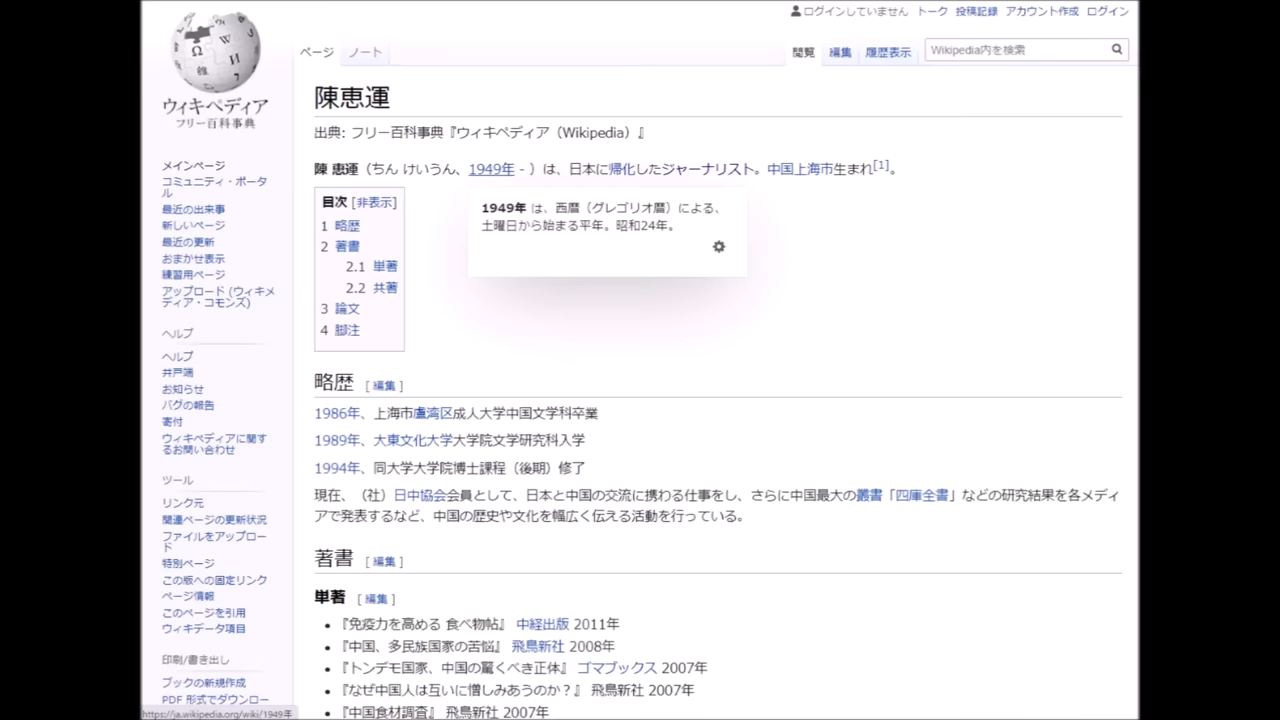 ログインしていません トーク 投稿記録 アカウント作成 ログイン
ページ ノート 閲覧 編集 履歴表示 Wikipedia内を検索
ウィキペディア
フリー百科事典
メインページ
コミュニティ・ポータ
ル
最近の出来事
新しいページ
最近の更新
おまかせ表示
練習用ページ
アップロード (ウィキメ
ディア・コモンズ)
ヘルプ
ヘルプ
井戸端
お知らせ
バグの報告
寄付
ウィキペディアに関す
るお問い合わせ
ツール
リンク元
関連ページの更新状況
ファイルをアップロー
ド
特別ページ
この版への固定リンク
ページ情報
このページを引用
ウィキデータ項目
印刷/書き出し
ブックの新規作成
PDF 形式でダウンロー
https://ja.wikipedia.org/wiki/1949年
陳恵運
出典: フリー百科事典『ウィキペディア（Wikipedia）』
陳 恵運（ちん けいうん、1949年 - ）は、日本に帰化したジャーナリスト。中国上海市生まれ[1]。
目次 [非表示]
1 略歴
2 著書
2.1 単著
2.2 共著
3 論文
4 脚注
1949年 は、西暦（グレゴリオ暦）による、
土曜日から始まる平年。昭和24年。
略歴 [ 編集 ]
1986年、上海市盧湾区成人大学中国文学科卒業
1989年、大東文化大学大学院文学研究科入学
1994年、同大学大学院博士課程（後期）修了
現在、（社）日中協会会員として、日本と中国の交流に携わる仕事をし、さらに中国最大の叢書「四庫全書」などの研究結果を各メディ
アで発表するなど、中国の歴史や文化を幅広く伝える活動を行っている。
著書 [ 編集 ]
単著 [ 編集 ]
• 『免疫力を高める 食べ物帖』 中経出版 2011年
• 『中国、多民族国家の苦悩』 飛鳥新社 2008年
• 『トンデモ国家、中国の驚くべき正体』 ゴマブックス 2007年
• 『なぜ中国人は互いに憎しみあうのか？』 飛鳥新社 2007年
• 『中国食材調査』 飛鳥新社 2007年